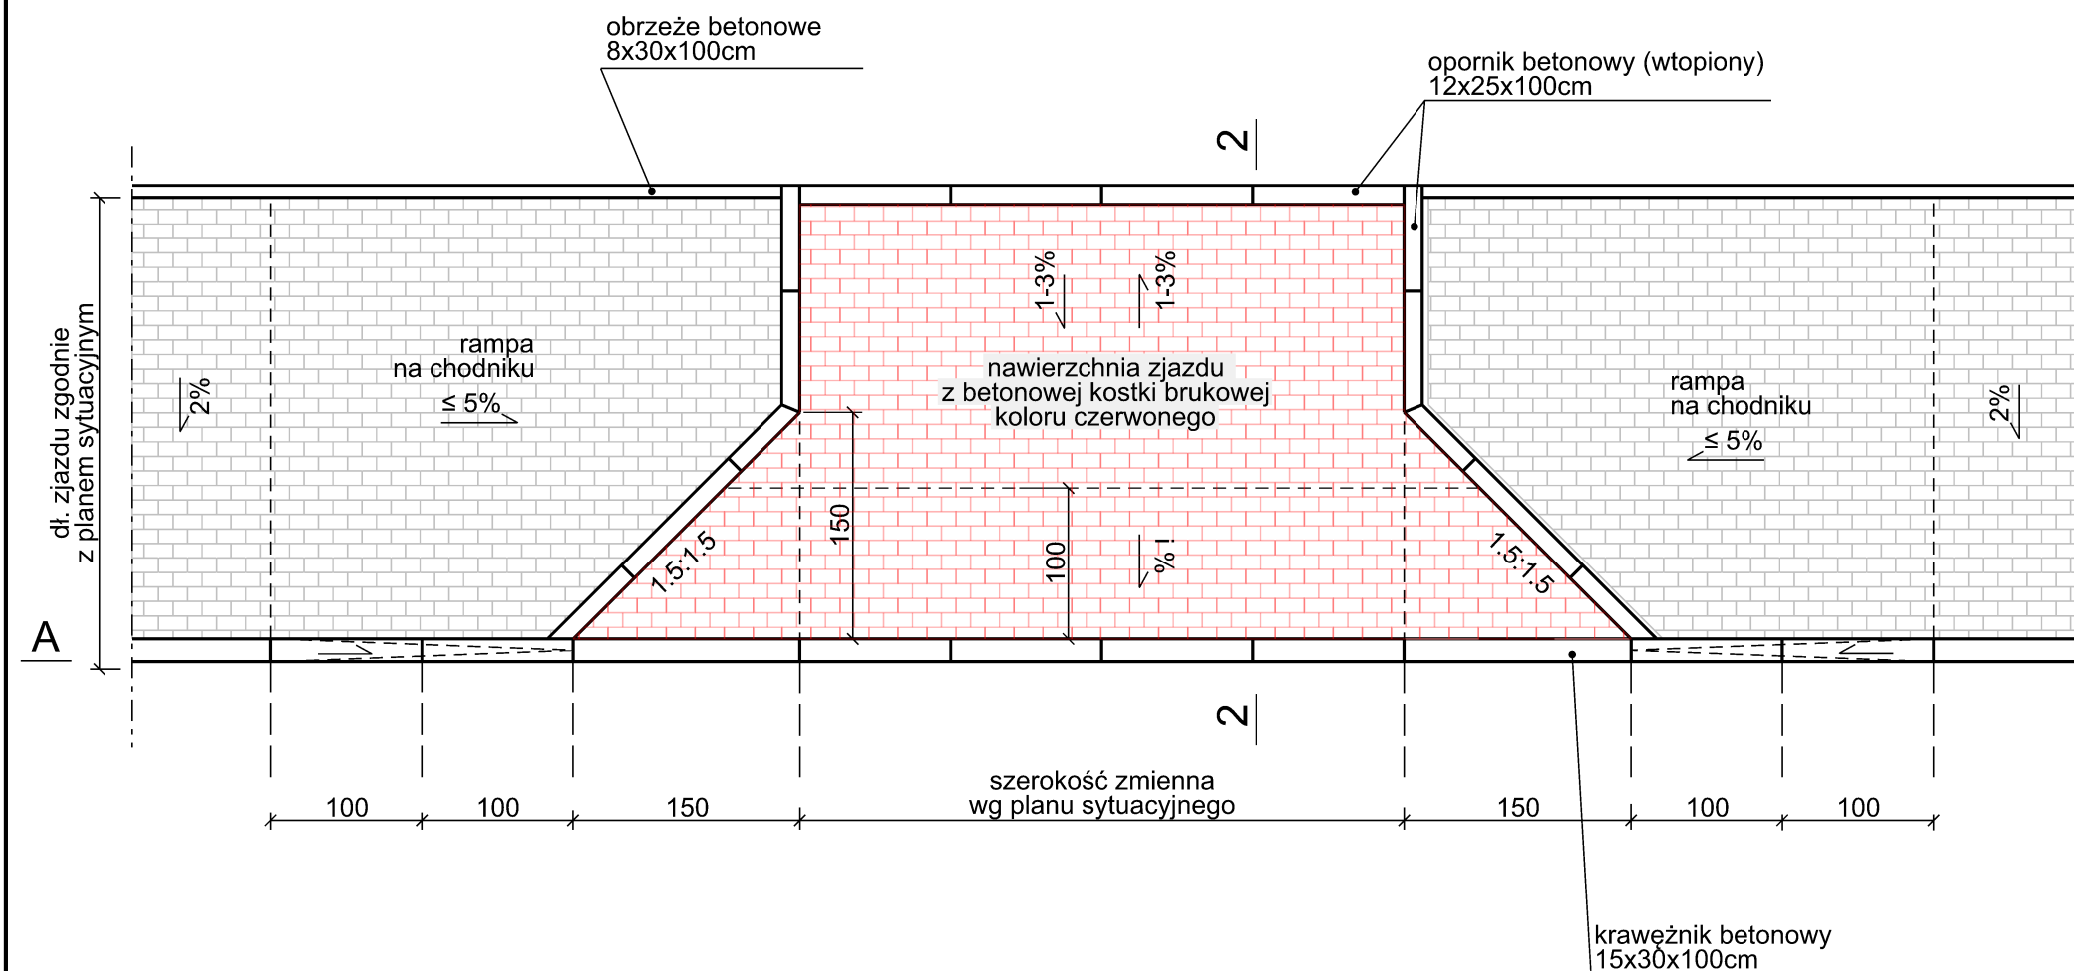 obrzeże betonowe
8x30x100cm
opornik betonowy (wtopiony)
12x25x100cm
2
1-3%
1-3%
dł. zjazdu zgodnie
z planem sytuacyjnym
2%
rampa
na chodniku
≤ 5%
nawierzchnia zjazdu
z betonowej kostki brukowej
koloru czerwonego
rampa
na chodniku
≤ 5%
2%
150
100
% !
1.5:1.5
1.5:1.5
A
2
szerokość zmienna
wg planu sytuacyjnego
100
100
150
150
100
100
krawężnik betonowy
15x30x100cm